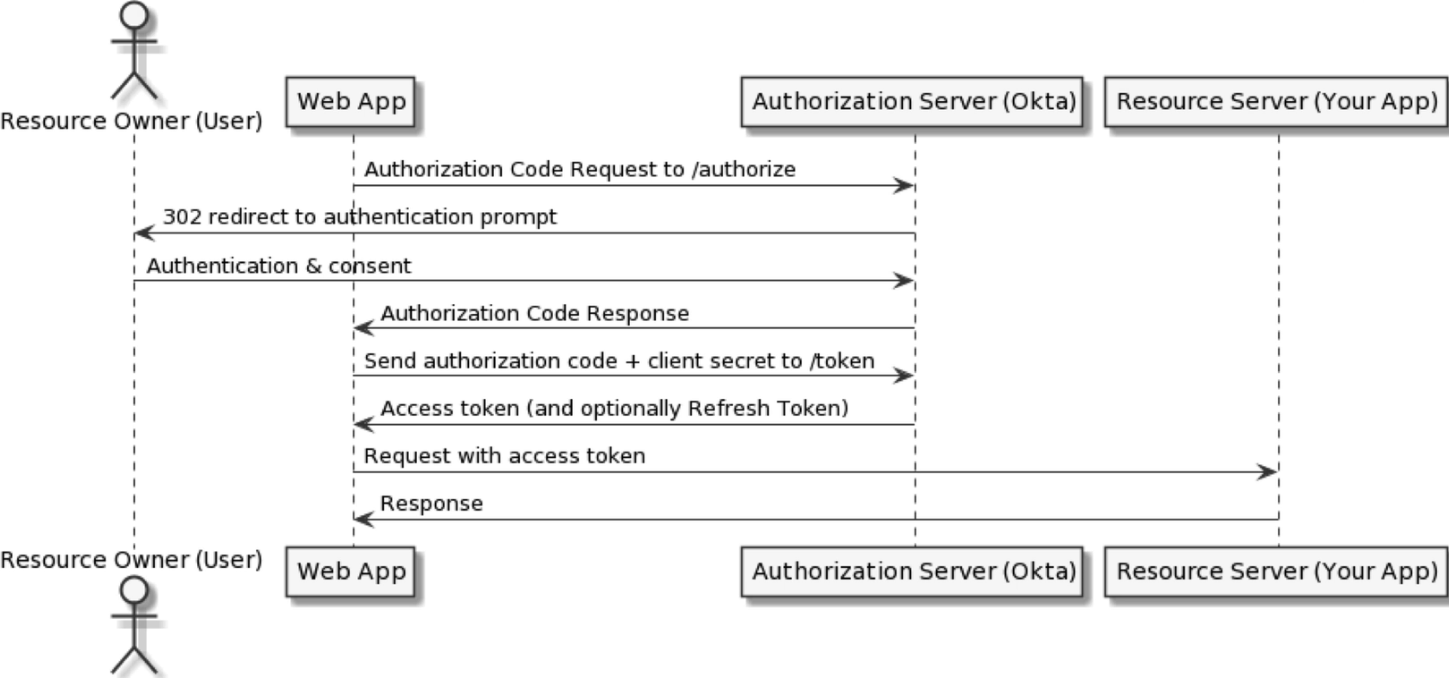 Resource Owner (User)
Web App
Authorization Server (Okta)
Resource Server (Your App)
Authorization Code Request to /authorize
302 redirect to authentication prompt
Authentication & consent
Authorization Code Response
Send authorization code + client secret to /token
Access token (and optionally Refresh Token)
Request with access token
Response
Resource Owner (User)
Web App
Authorization Server (Okta)
Resource Server (Your App)